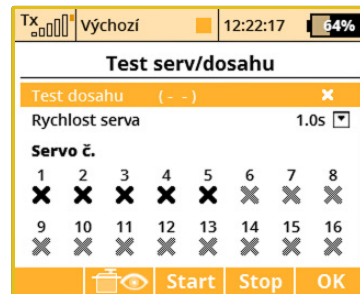 Tx Výchozí 12:22:17 64%
Test serv/dosahu
Test dosahu (--)
Rychlost serva 1.0s
Servo č.
1 2 3 4 5 6 7 8
9 10 11 12 13 14 15 16
Start Stop OK